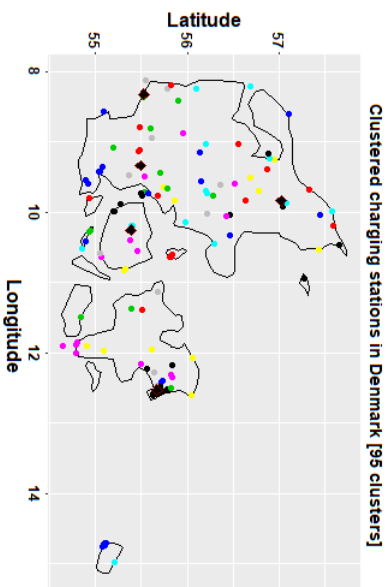 Clustered charging stations in Denmark [95 clusters]
Latitude
55
56
57
8
10
12
14
Longitude